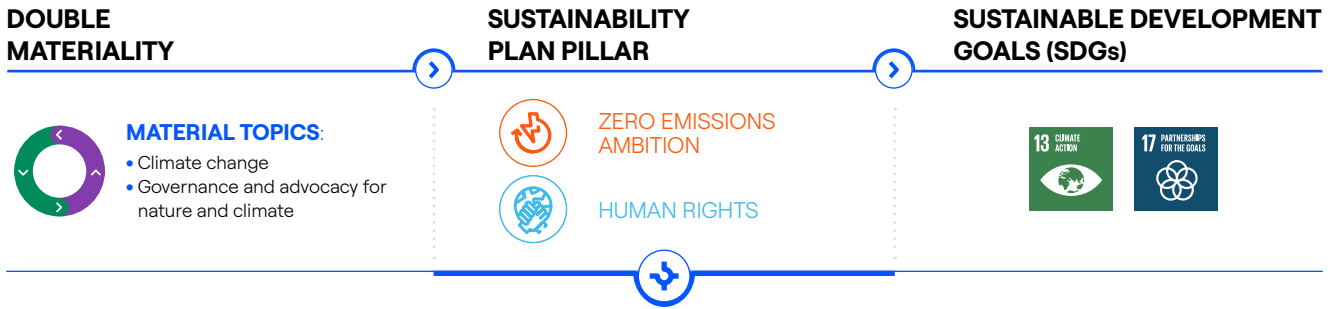 DOUBLE
MATERIALITY
SUSTAINABILITY
PLAN PILLAR
SUSTAINABLE DEVELOPMENT
GOALS (SDGs)
MATERIAL TOPICS:
• Climate change
• Governance and advocacy for
nature and climate
ZERO EMISSIONS
AMBITION
HUMAN RIGHTS
13 CLIMATE
ACTION
17 PARTNERSHIPS
FOR THE GOALS